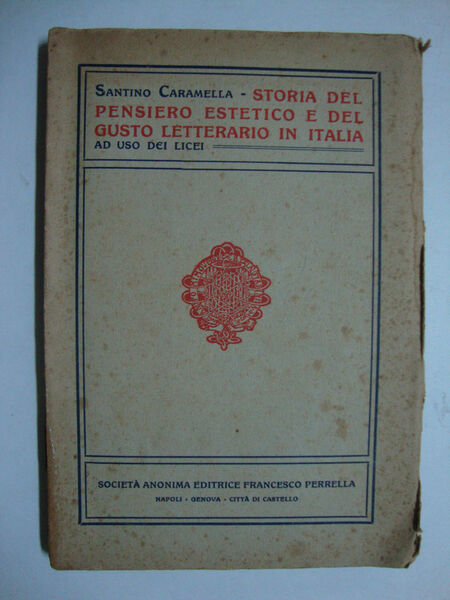 Santino Caramella - STORIA DEL
PENSIERO ESTETICO E DEL
GUSTO LETTERARIO IN ITALIA
AD USO DEI LICEI
SOCIETÀ ANONIMA EDITRICE FRANCESCO PERRELLA
NAPOLI - GENOVA - CITTÀ DI CASTELLO